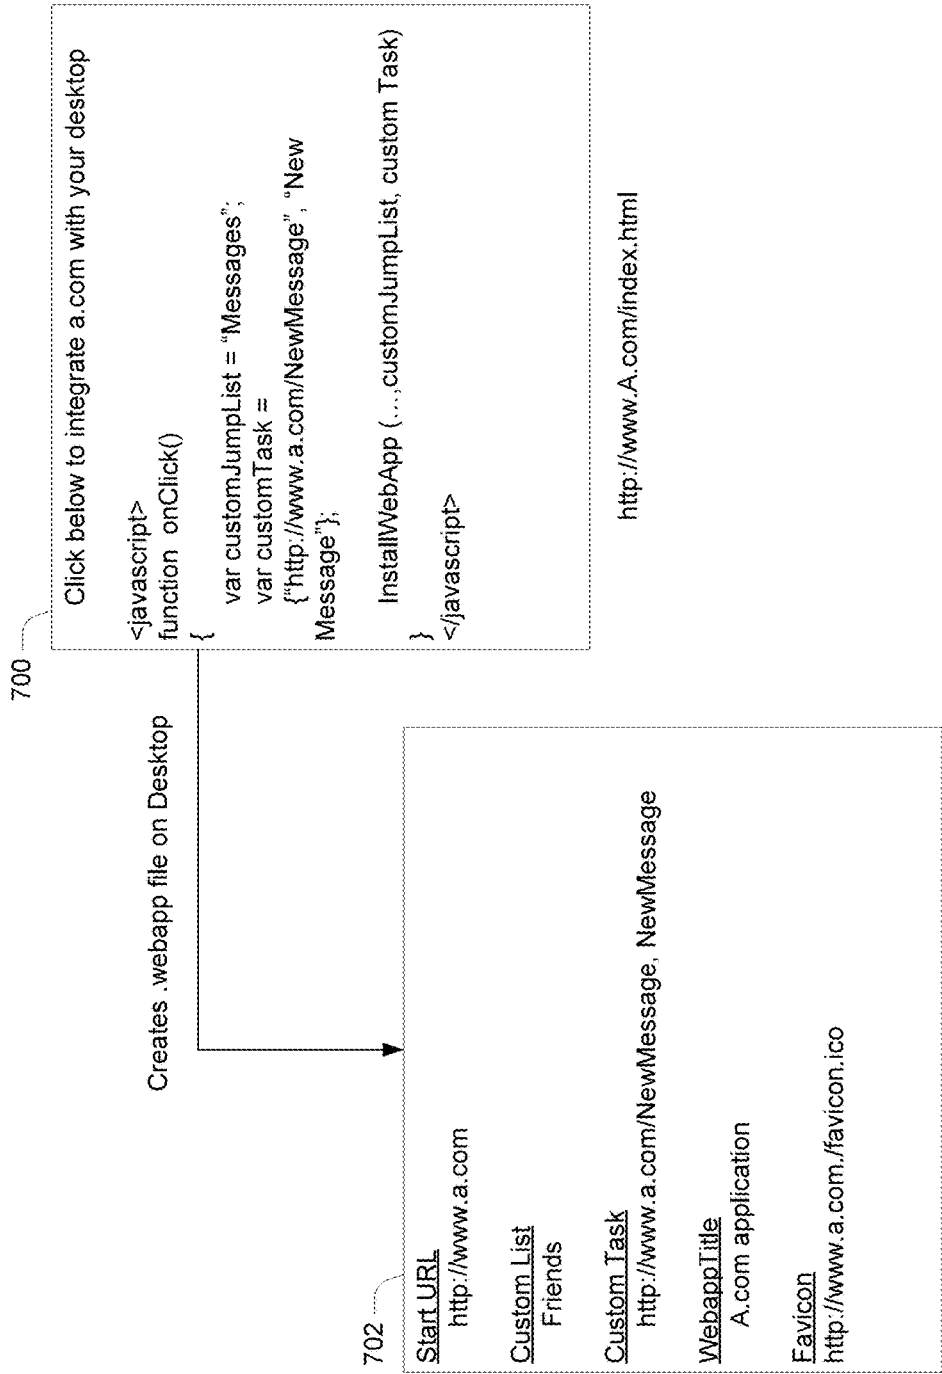 700
Click below to integrate a.com with your desktop
<javascript>
function onClick()
{
var customJumpList = “Messages”;
var customTask =
{“http://www.a.com/NewMessage”, “New
Message”};
InstallWebApp (…,customJumpList, custom Task)
}
</javascript>
http://www.A.com/index.html
Creates .webapp file on Desktop
702
Start URL
http://www.a.com
Custom List
Friends
Custom Task
http://www.a.com/NewMessage, NewMessage
WebappTitle
A.com application
Favicon
http://www.a.com./favicon.ico